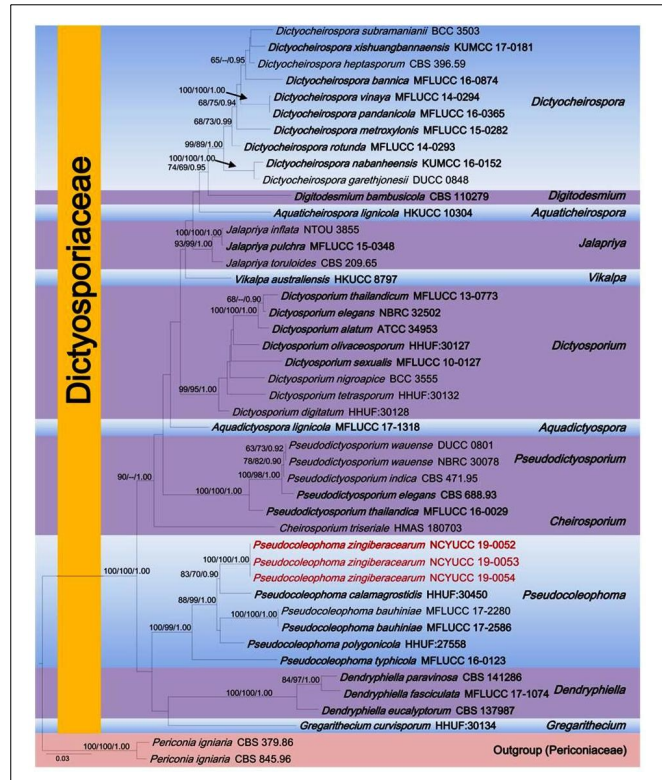 Dictyosporiaceae
Dictyocheirospora subramanianii BCC 3503
65/--/0.95
Dictyocheirospora xishuangbannaensis KUMCC 17-0181
Dictyocheirospora heptasporum CBS 396.59
Dictyocheirospora bannica MFLUCC 16-0874
100/100/1.00
Dictyocheirospora vinaya MFLUCC 14-0294
Dictyocheirospora
68/75/0.94
Dictyocheirospora pandanicola MFLUCC 16-0365
68/73/0.99
Dictyocheirospora metroxylonis MFLUCC 15-0282
Dictyocheirospora rotunda MFLUCC 14-0293
99/89/1.00
100/100/1.00
Dictyocheirospora nabanheensis KUMCC 16-0152
74/69/0.95
Dictyocheirospora garethjonesii DUCC 0848
Digitodesmium bambusicola CBS 110279 Digitodesmium
Aquaticheirospora lignicola HKUCC 10304 Aquaticheirospora
Jalapriya inflata NTOU 3855
100/100/1.00
Jalapriya pulchra MFLUCC 15-0348 Jalapriya
93/99/1.00
Jalapriya toruloides CBS 209.65
Vikalpa australiensis HKUCC 8797 Vikalpa
Dictyosporium thailandicum MFLUCC 13-0773
68/--/0.90
Dictyosporium elegans NBRC 32502
100/100/1.00
Dictyosporium alatum ATCC 34953
Dictyosporium olivaceosporum HHUF:30127 Dictyosporium
Dictyosporium sexualis MFLUCC 10-0127
Dictyosporium nigroapice BCC 3555
99/95/1.00
Dictyosporium tetrasporum HHUF:30132
Dictyosporium digitatum HHUF:30128
Aquadictyospora lignicola MFLUCC 17-1318 Aquadictyospora
Pseudodictyosporium wauense DUCC 0801
63/73/0.92
Pseudodictyosporium wauense NBRC 30078 Pseudodictyosporium
78/82/0.90
Pseudodictyosporium indica CBS 471.95
100/98/1.00
90/--/1.00
Pseudodictyosporium elegans CBS 688.93
100/100/1.00
Pseudodictyosporium thailandica MFLUCC 16-0029
Cheirosporium triseriale HMAS 180703 Cheirosporium
Pseudocoleophoma zingiberacearum NCYUCC 19-0052
100/100/1.00
Pseudocoleophoma zingiberacearum NCYUCC 19-0053
100/100/1.00
83/70/0.90
Pseudocoleophoma zingiberacearum NCYUCC 19-0054
Pseudocoleophoma calamagrostidis HHUF:30450 Pseudocoleophoma
88/99/1.00
Pseudocoleophoma bauhiniae MFLUCC 17-2280
100/100/1.00
Pseudocoleophoma bauhiniae MFLUCC 17-2586
Pseudocoleophoma polygonicola HHUF:27558
100/99/1.00
Pseudocoleophoma typhicola MFLUCC 16-0123
Dendryphiella paravinosa CBS 141286
84/97/1.00
Dendryphiella fasciculata MFLUCC 17-1074 Dendryphiella
100/100/1.00
Dendryphiella eucalyptorum CBS 137987
Gregarithecium curvisporum HHUF:30134 Gregarithecium
Periconia igniaria CBS 379.86
100/100/1.00
Outgroup (Periconiaceae)
0.03
Periconia igniaria CBS 845.96